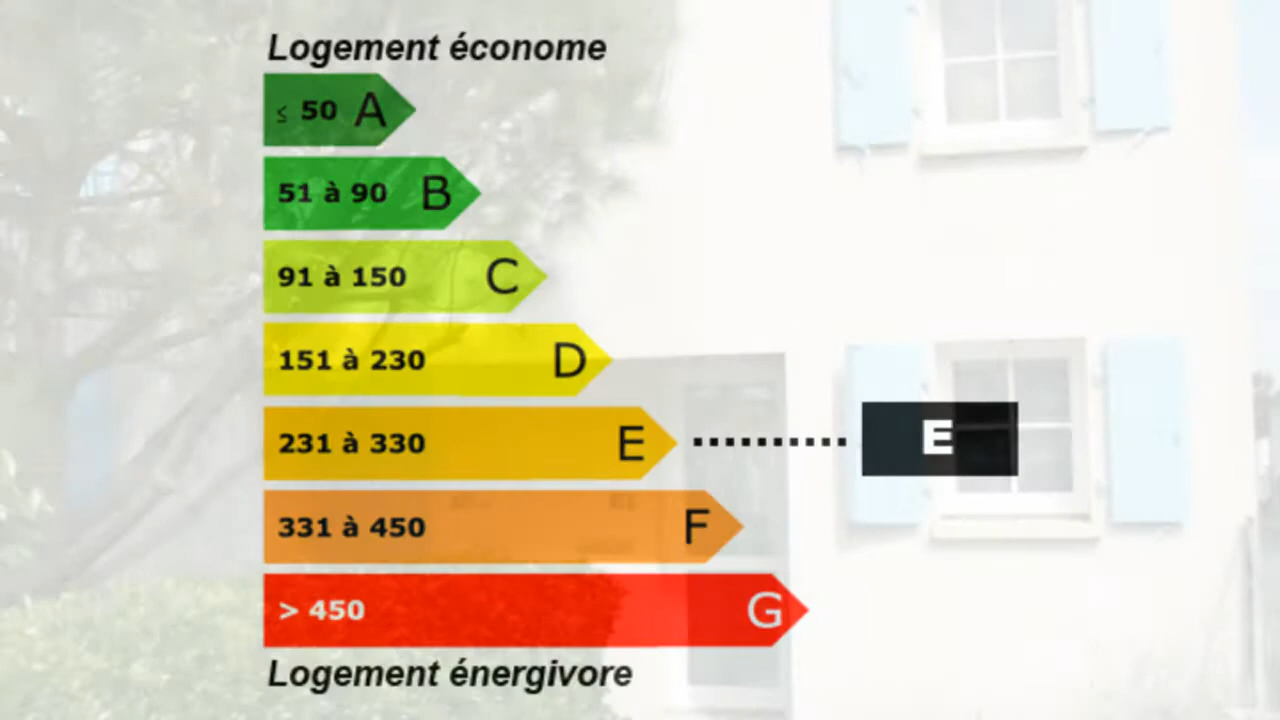 Logement économe
≤ 50 A
51 à 90 B
91 à 150 C
151 à 230 D
231 à 330 E E
331 à 450 F
> 450 G
Logement énergivore